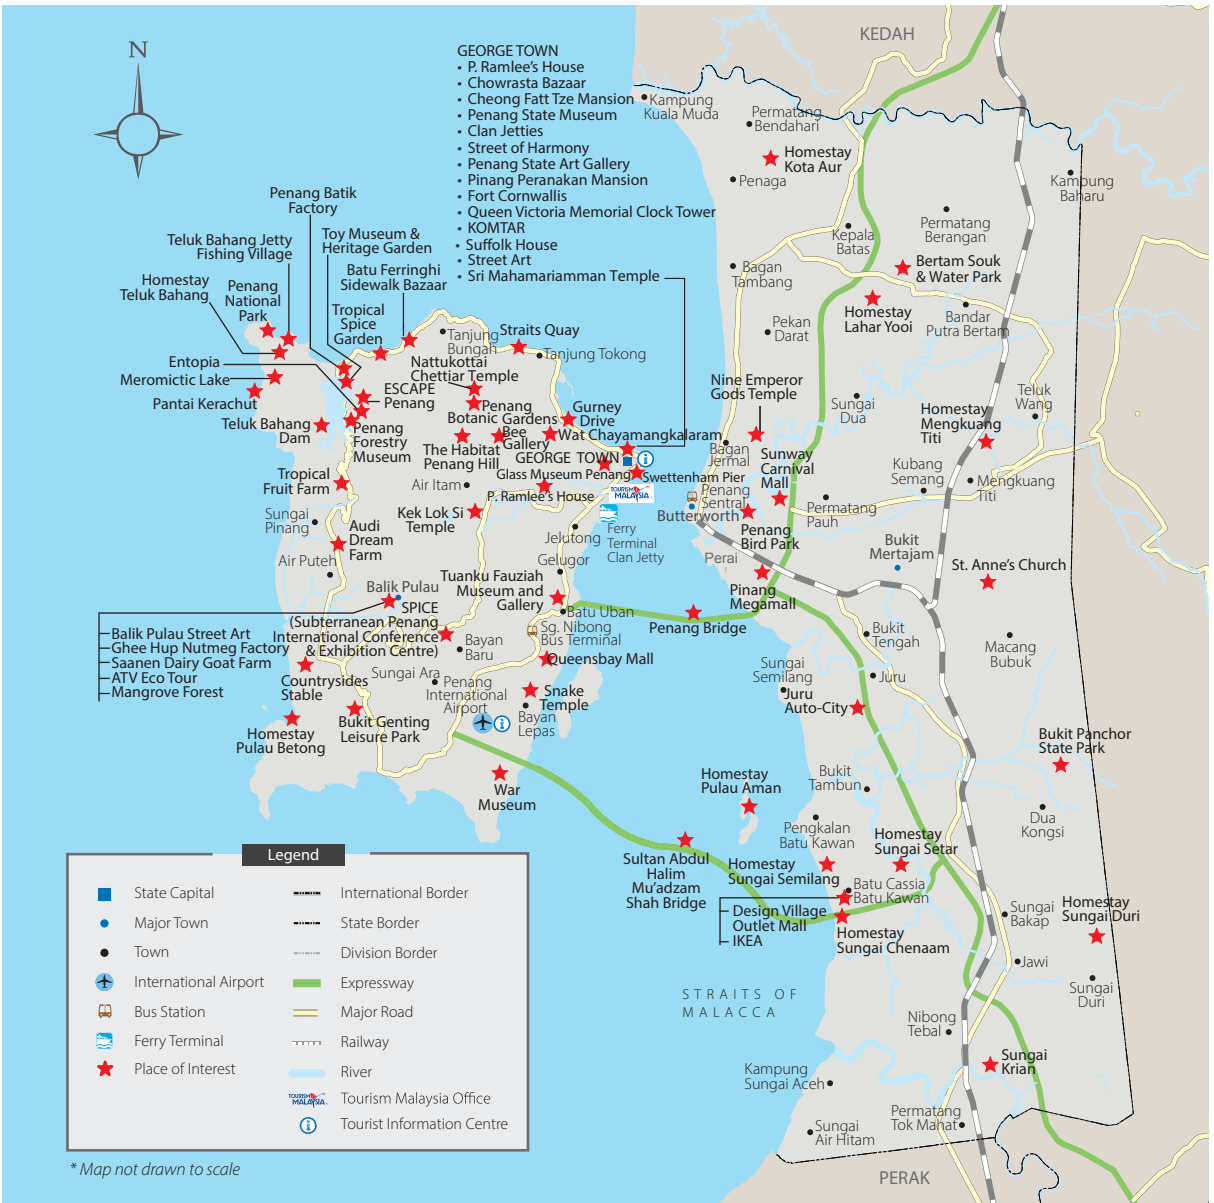 KEDAH
N
GEORGE TOWN
• P. Ramlee's House
• Chowrasta Bazaar
• Cheong Fatt Tze Mansion
• Penang State Museum
• Clan Jetties
• Street of Harmony
• Penang State Art Gallery
• Pinang Peranakan Mansion
• Fort Cornwallis
• Queen Victoria Memorial Clock Tower
• KOMTAR
• Suffolk House
• Street Art
• Sri Mahamariamman Temple
Kampung
Kuala Muda
Permatang
Bendahari
Homestay
Kota Aur
Penaga
Kampung
Baharu
Permatang
Berangan
Kepala
Batas
Bertam Souk
& Water Park
Bagan
Tambang
Homestay
Lahar Yooi
Bandar
Putra Bertam
Pekan
Darat
Penang Batik
Factory
Teluk Bahang Jetty
Fishing Village
Toy Museum &
Heritage Garden
Homestay
Teluk Bahang
Batu Ferringhi
Sidewalk Bazaar
Penang
National
Park
Tropical
Spice
Garden
Tanjung
Bungah
Straits Quay
Tanjung Tokong
Entopia
Meromictic Lake
Pantai Kerachut
Nattukottai
Chettiar Temple
ESCAPE
Penang
Penang
Botanic Gardens
Gurney
Drive
Teluk Bahang
Dam
Penang
Forestry
Museum
Bee
Gallery
Wat Chayamangkalaram
The Habitat
Penang Hill
GEORGE TOWN
Glass Museum Penang
Swettenham Pier
Tropical
Fruit Farm
Air Itam
P. Ramlee's House
TOURISM
MALAYSIA
Sungai
Pinang
Kek Lok Si
Temple
Ferry
Terminal
Clan Jetty
Audi
Dream
Farm
Jelutong
Air Puteh
Gelugor
Balik Pulau
Tuanku Fauziah
Museum and
Gallery
SPICE
(Subterranean Penang
International Conference
& Exhibition Centre)
Batu Uban
Sg. Nibong
Bus Terminal
Balik Pulau Street Art
Ghee Hup Nutmeg Factory
Saanen Dairy Goat Farm
ATV Eco Tour
Mangrove Forest
Bayan
Baru
Queensbay Mall
Countrysides
Stable
Sungai Ara
Penang
International
Airport
Snake
Temple
Bayan
Lepas
Homestay
Pulau Betong
Bukit Genting
Leisure Park
War
Museum
Nine Emperor
Gods Temple
Sungai
Dua
Teluk
Wang
Homestay
Mengkuang
Titi
Bagan
Jermal
Sunway
Carnival
Mall
Kubang
Semang
Mengkuang
Titi
Penang
Sentral
Butterworth
Permatang
Pauh
Penang
Bird Park
Bukit
Mertajam
Perai
St. Anne's Church
Pinang
Megamall
Penang Bridge
Bukit
Tengah
Macang
Bubuk
Sungai
Semilang
Juru
Juru
Auto-City
Bukit Panchor
State Park
Homestay
Pulau Aman
Bukit
Tambun
Dua
Kongsi
Pengkalan
Batu Kawan
Homestay
Sungai Setar
Sultan Abdul
Halim
Mu'adzam
Shah Bridge
Homestay
Sungai Semilang
Batu Cassia
Batu Kawan
Design Village
Outlet Mall
IKEA
Homestay
Sungai Chenaam
Sungai
Bakap
Homestay
Sungai Duri
Jawi
Sungai
Duri
STRAITS OF
MALACCA
Nibong
Tebal
Sungai
Krian
Kampung
Sungai Aceh
Permatang
Tok Mahat
Sungai
Air Hitam
PERAK
Legend
State Capital
Major Town
Town
International Airport
Bus Station
Ferry Terminal
Place of Interest
International Border
State Border
Division Border
Expressway
Major Road
Railway
River
TOURISM
MALAYSIA
Tourism Malaysia Office
Tourist Information Centre
* Map not drawn to scale